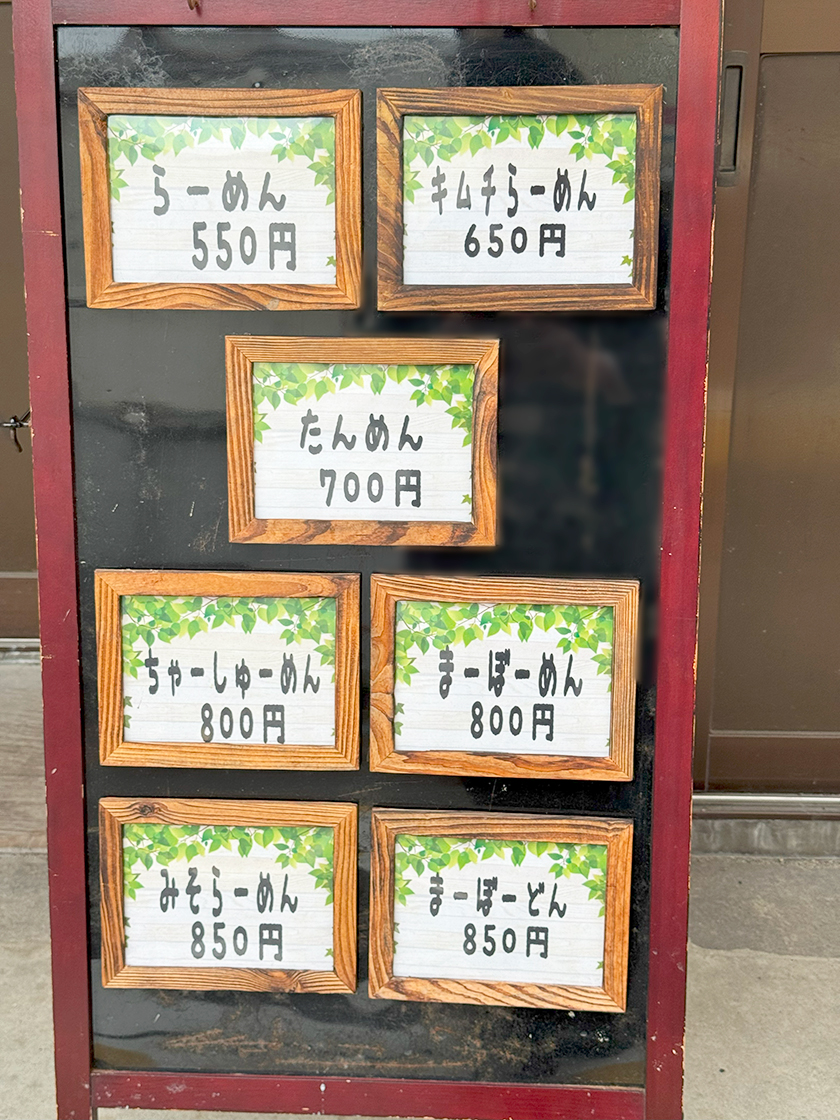 らーめん
550円
キムチらーめん
650円
たんめん
700円
ちゃーしゅーめん
800円
まーぼーめん
800円
みそらーめん
850円
まーぼーどん
850円